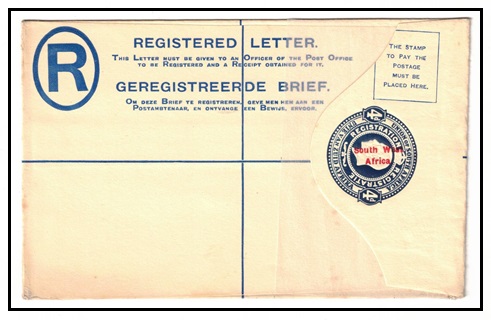 R
REGISTERED LETTER.
THIS LETTER MUST BE GIVEN TO AN OFFICER OF THE POST OFFICE
TO BE REGISTERED AND A RECEIPT OBTAINED FOR IT.
GEREGISTREERDE BRIEF.
OM DEZE BRIEF TE REGISTREREN, GEVE MEN HEM AAN EEN
POSTAMBTENAAR, EN ONTVANGE EEN BEWIJS, ERVOOR.
THE STAMP
TO PAY THE
POSTAGE
MUST BE
PLACED HERE.
REGISTRATION
South West
Africa.
REGISTRATIE